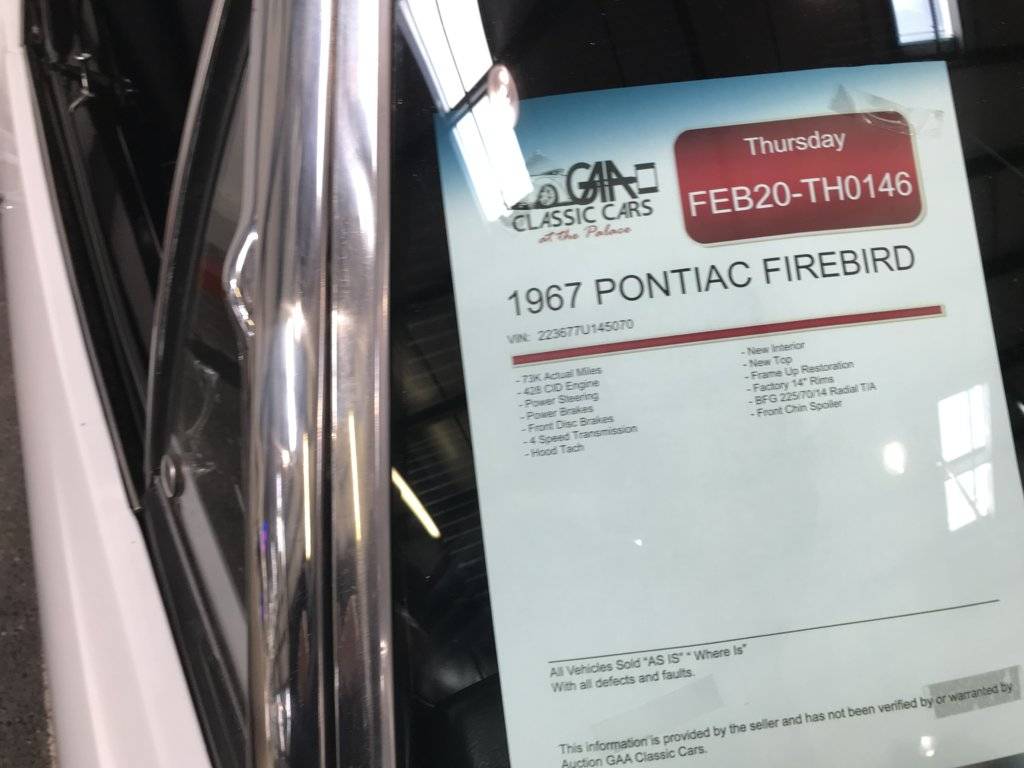 Thursday
FEB20-TH0146
GAA
CLASSIC CARS
at the Palace
1967 PONTIAC FIREBIRD
VIN: 223677U145070
- 73K Actual Miles
- 428 CID Engine
- Power Steering
- Power Brakes
- Front Disc Brakes
- 4 Speed Transmission
- Hood Tach
- New Interior
- New Top
- Frame Up Restoration
- Factory 14" Rims
- BFG 225/70/14 Radial T/A
- Front Chin Spoiler
All Vehicles Sold "AS IS" " Where Is"
With all defects and faults.
This information is provided by the seller and has not been verified by or warranted by
Auction GAA Classic Cars.